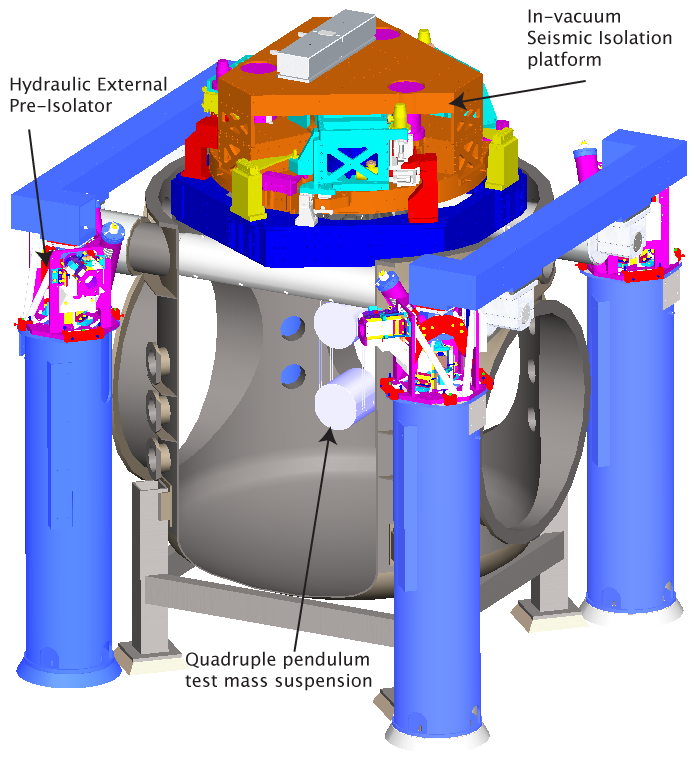 In-vacuum
Seismic Isolation
platform
Hydraulic External
Pre-Isolator
Quadruple pendulum
test mass suspension